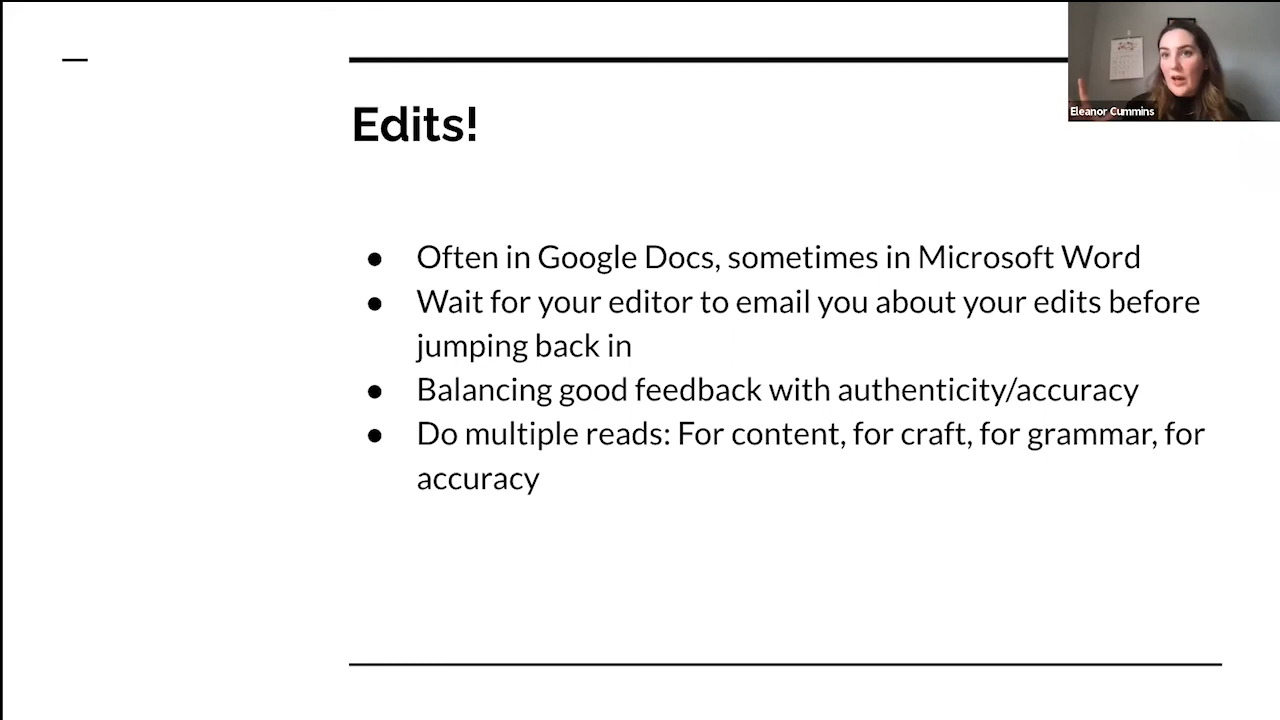 Eleanor Cummins
Edits!
● Often in Google Docs, sometimes in Microsoft Word
● Wait for your editor to email you about your edits before
jumping back in
● Balancing good feedback with authenticity/accuracy
● Do multiple reads: For content, for craft, for grammar, for
accuracy